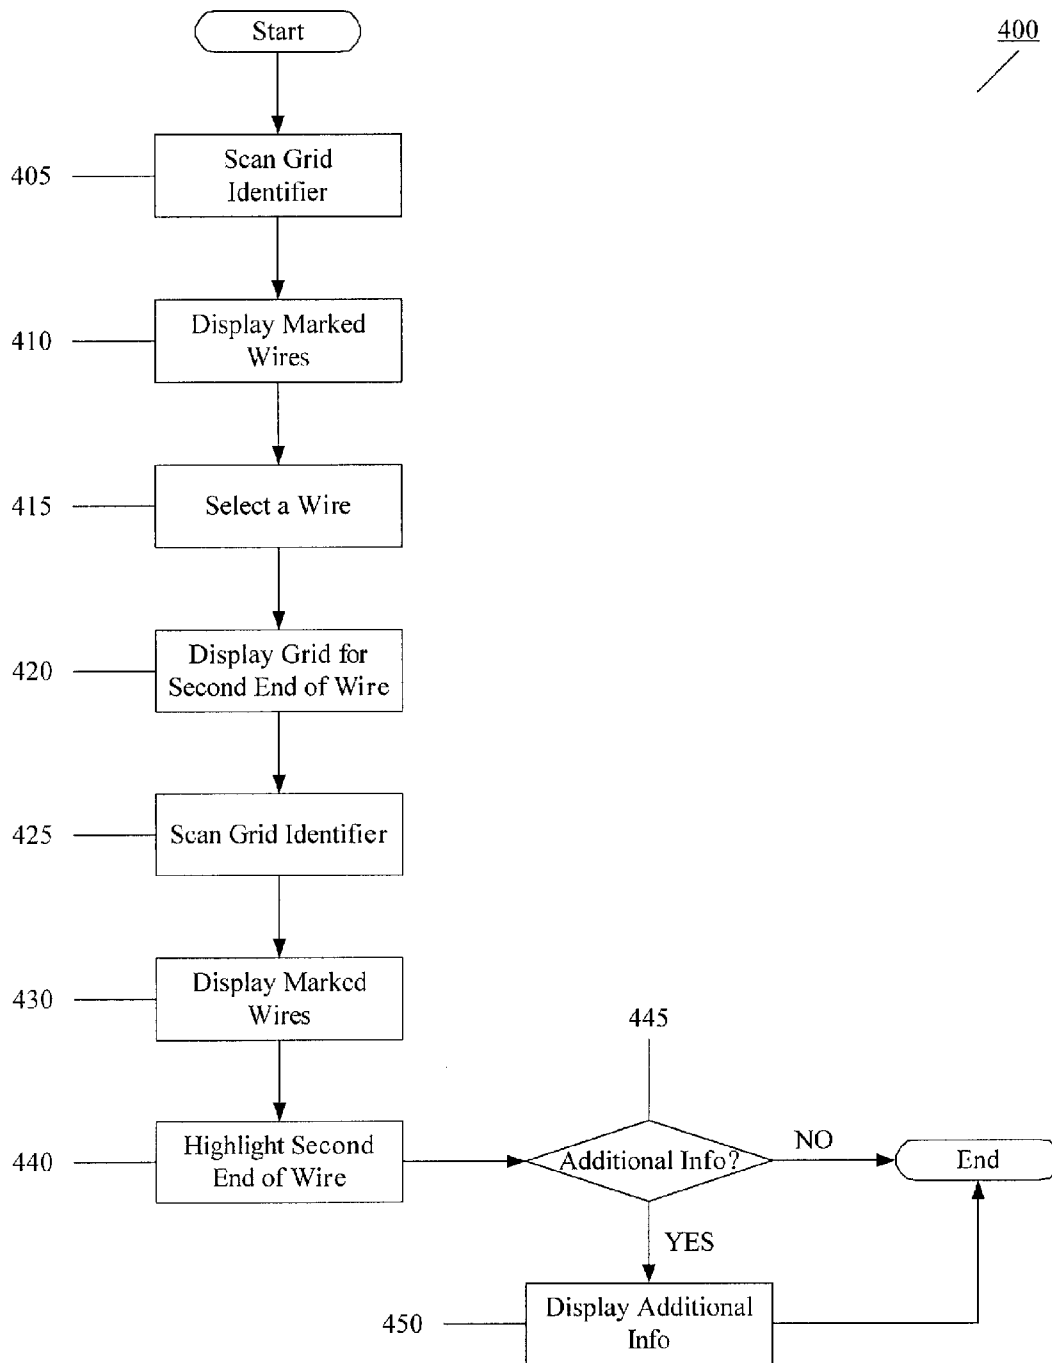 Start
400
405
Scan Grid
Identifier
410
Display Marked
Wires
415
Select a Wire
420
Display Grid for
Second End of Wire
425
Scan Grid Identifier
430
Display Marked
Wires
445
440
Highlight Second
End of Wire
Additional Info?
NO
End
YES
450
Display Additional
Info